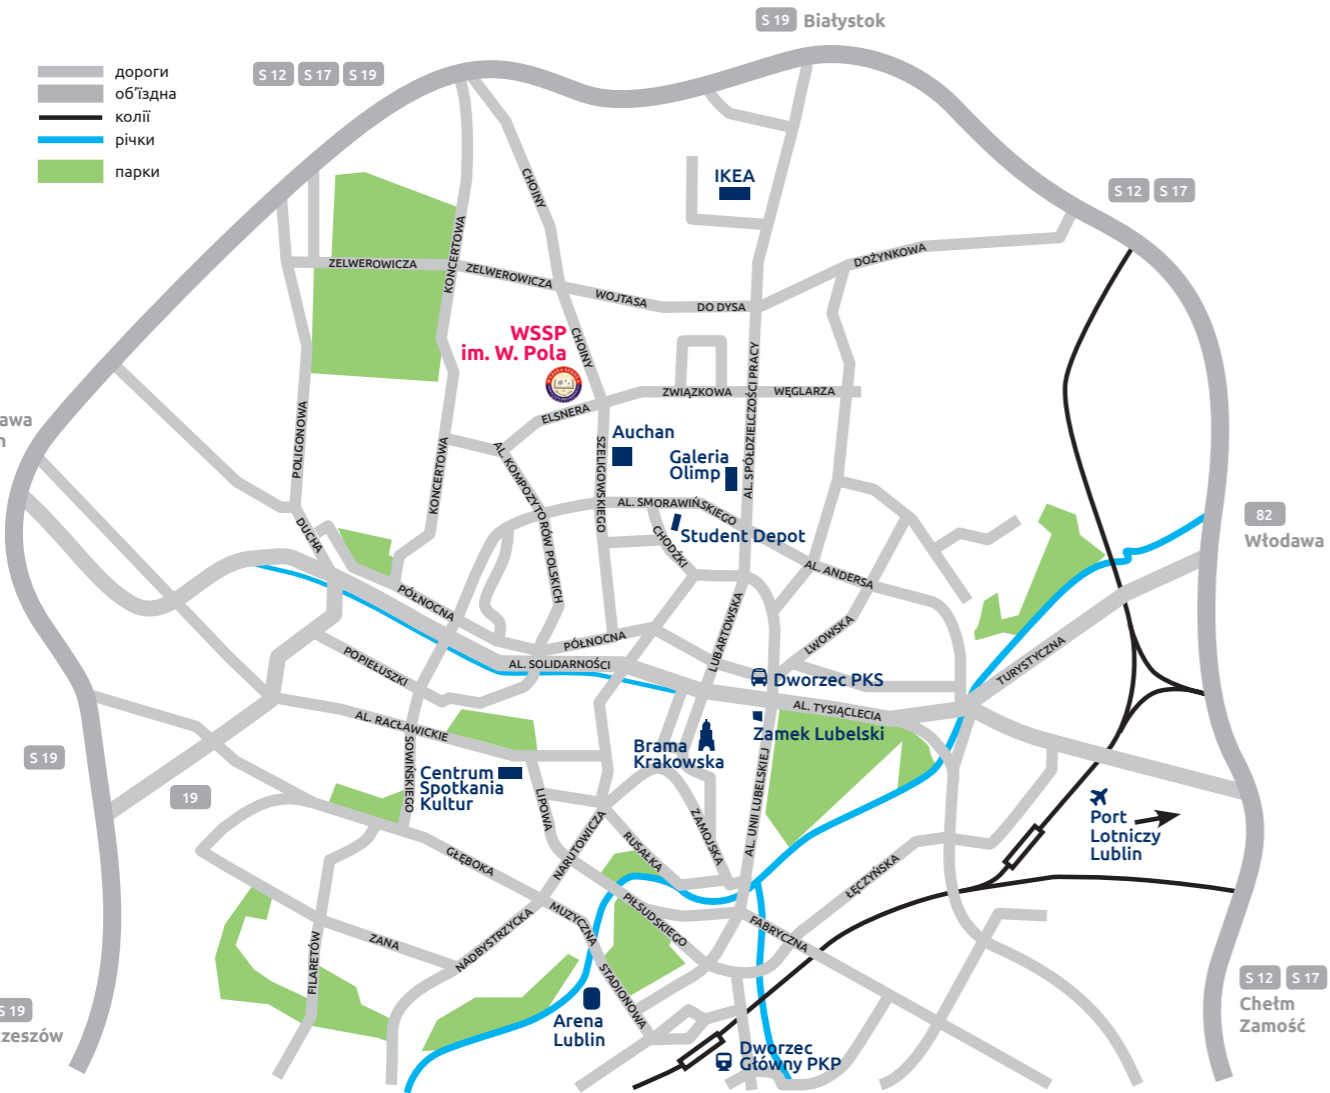 S 19 Białystok
дороги
об'їздна
колії
річки
парки
S 12 S 17 S 19
S 12 S 17
IKEA
CHOINY
KONCERTOWA
ZELWEROWICZA
ZELWEROWICZA
WOJTASA
DO DYSA
DOŻYNKOWA
WSSP
im. W. Pola
CHOINY
ZWIĄZKOWA
WĘGLARZA
ELSNERA
AL. SPÓŁDZIELCZOŚCI PRACY
POLIGONOWA
KONCERTOWA
AL. KOMPOZYTORÓW POLSKICH
SZELIGOWSKIEGO
Auchan
Galeria
Olimp
AL. SMORAWIŃSKIEGO
Student Depot
CHODŹKI
DUCHA
AL. ANDERSA
82
Włodawa
PÓŁNOCNA
PÓŁNOCNA
LUBARTOWSKA
LWOWSKA
TURYSTYCZNA
POPIEŁUSZKI
AL. SOLIDARNOŚCI
Dworzec PKS
AL. TYSIĄCLECIA
Zamek Lubelski
AL. RACŁAWICKIE
SOWIŃSKIEGO
Brama
Krakowska
S 19
19
Centrum
Spotkania
Kultur
LIPOWA
NARUTOWICZA
RUSAŁKA
ZAMOJSKA
AL. UNII LUBELSKIEJ
Port
Lotniczy
Lublin
GŁĘBOKA
ŁĘCZYŃSKA
MUZYCZNA
PIŁSUDSKIEGO
FABRYCZNA
ZANA
NADBYSTRZYCKA
FILARETÓW
STADIONOWA
S 12 S 17
Chełm
Zamość
S 19
Arena
Lublin
Dworzec
Główny PKP